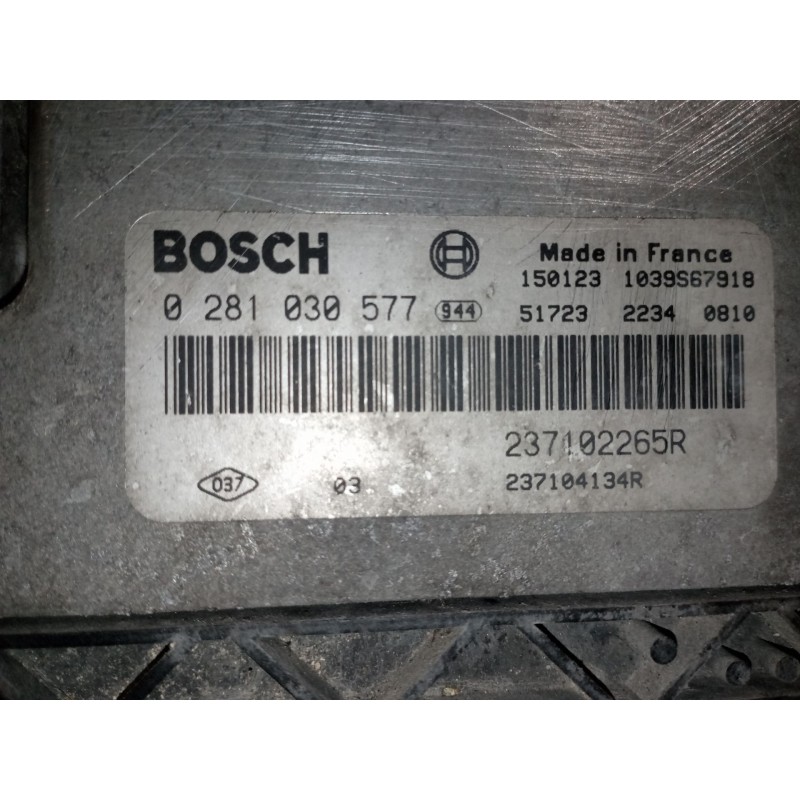 BOSCH
Made in France
150123 1039S67918
0 281 030 577 944 51723 2234 0810
237102265R
037 03 237104134R